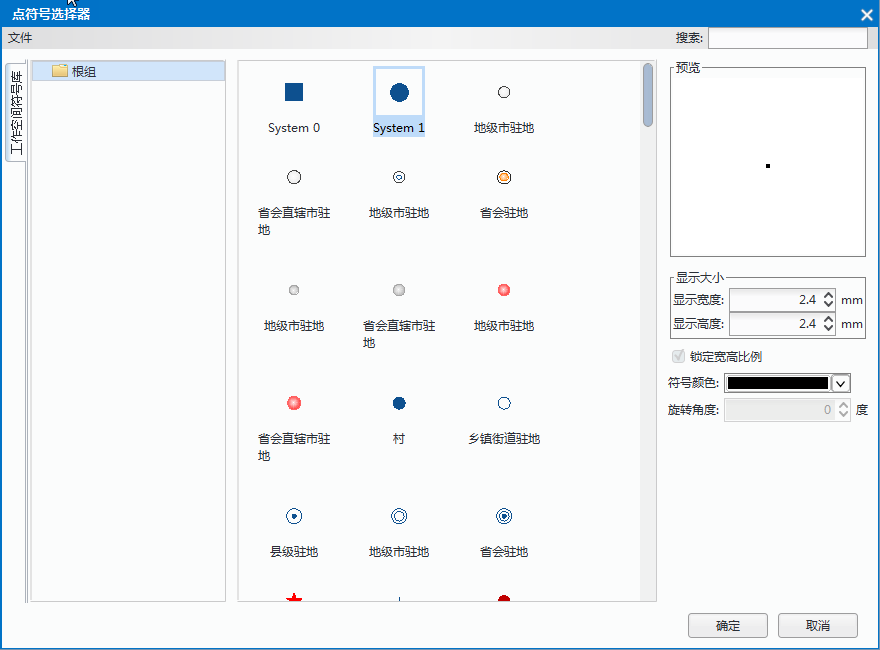 点符号选择器
文件
搜索:
工作空间符号库
根组
System 0
System 1
地级市驻地
省会直辖市驻
地
地级市驻地
省会驻地
地级市驻地
省会直辖市驻
地
地级市驻地
省会直辖市驻
地
村
乡镇街道驻地
县级驻地
地级市驻地
省会驻地
预览
显示大小
显示宽度: 2.4 mm
显示高度: 2.4 mm
锁定宽高比例
符号颜色:
旋转角度: 0 度
确定
取消